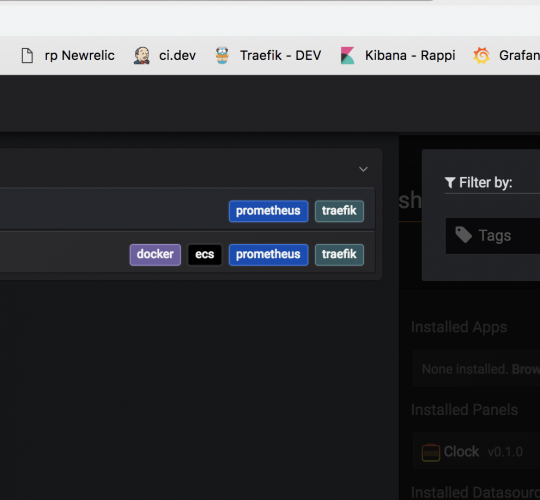 rp Newrelic ci.dev Traefik - DEV Kibana - Rappi Grafan
prometheus traefik
docker ecs prometheus traefik
sh
Filter by:
Tags
Installed Apps
None installed. Brow
Installed Panels
Clock v0.1.0
Installed Datasourc